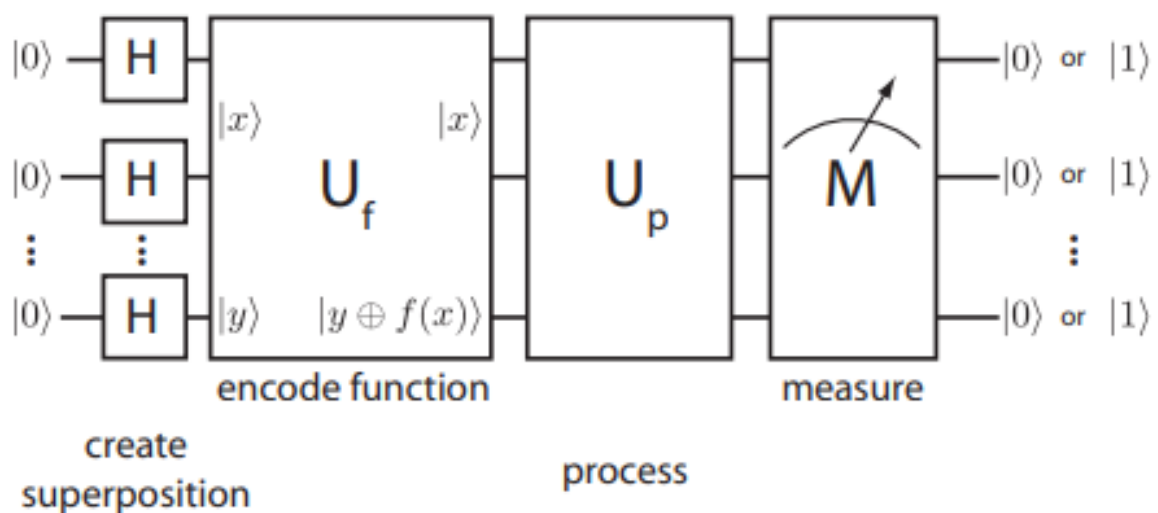 |0⟩ H |0⟩ or |1⟩
|x⟩ |x⟩
|0⟩ H U_f U_p M |0⟩ or |1⟩
⋮ ⋮ ⋮
|0⟩ H |y⟩ |y ⊕ f(x)⟩ |0⟩ or |1⟩
encode function measure
create
superposition
process